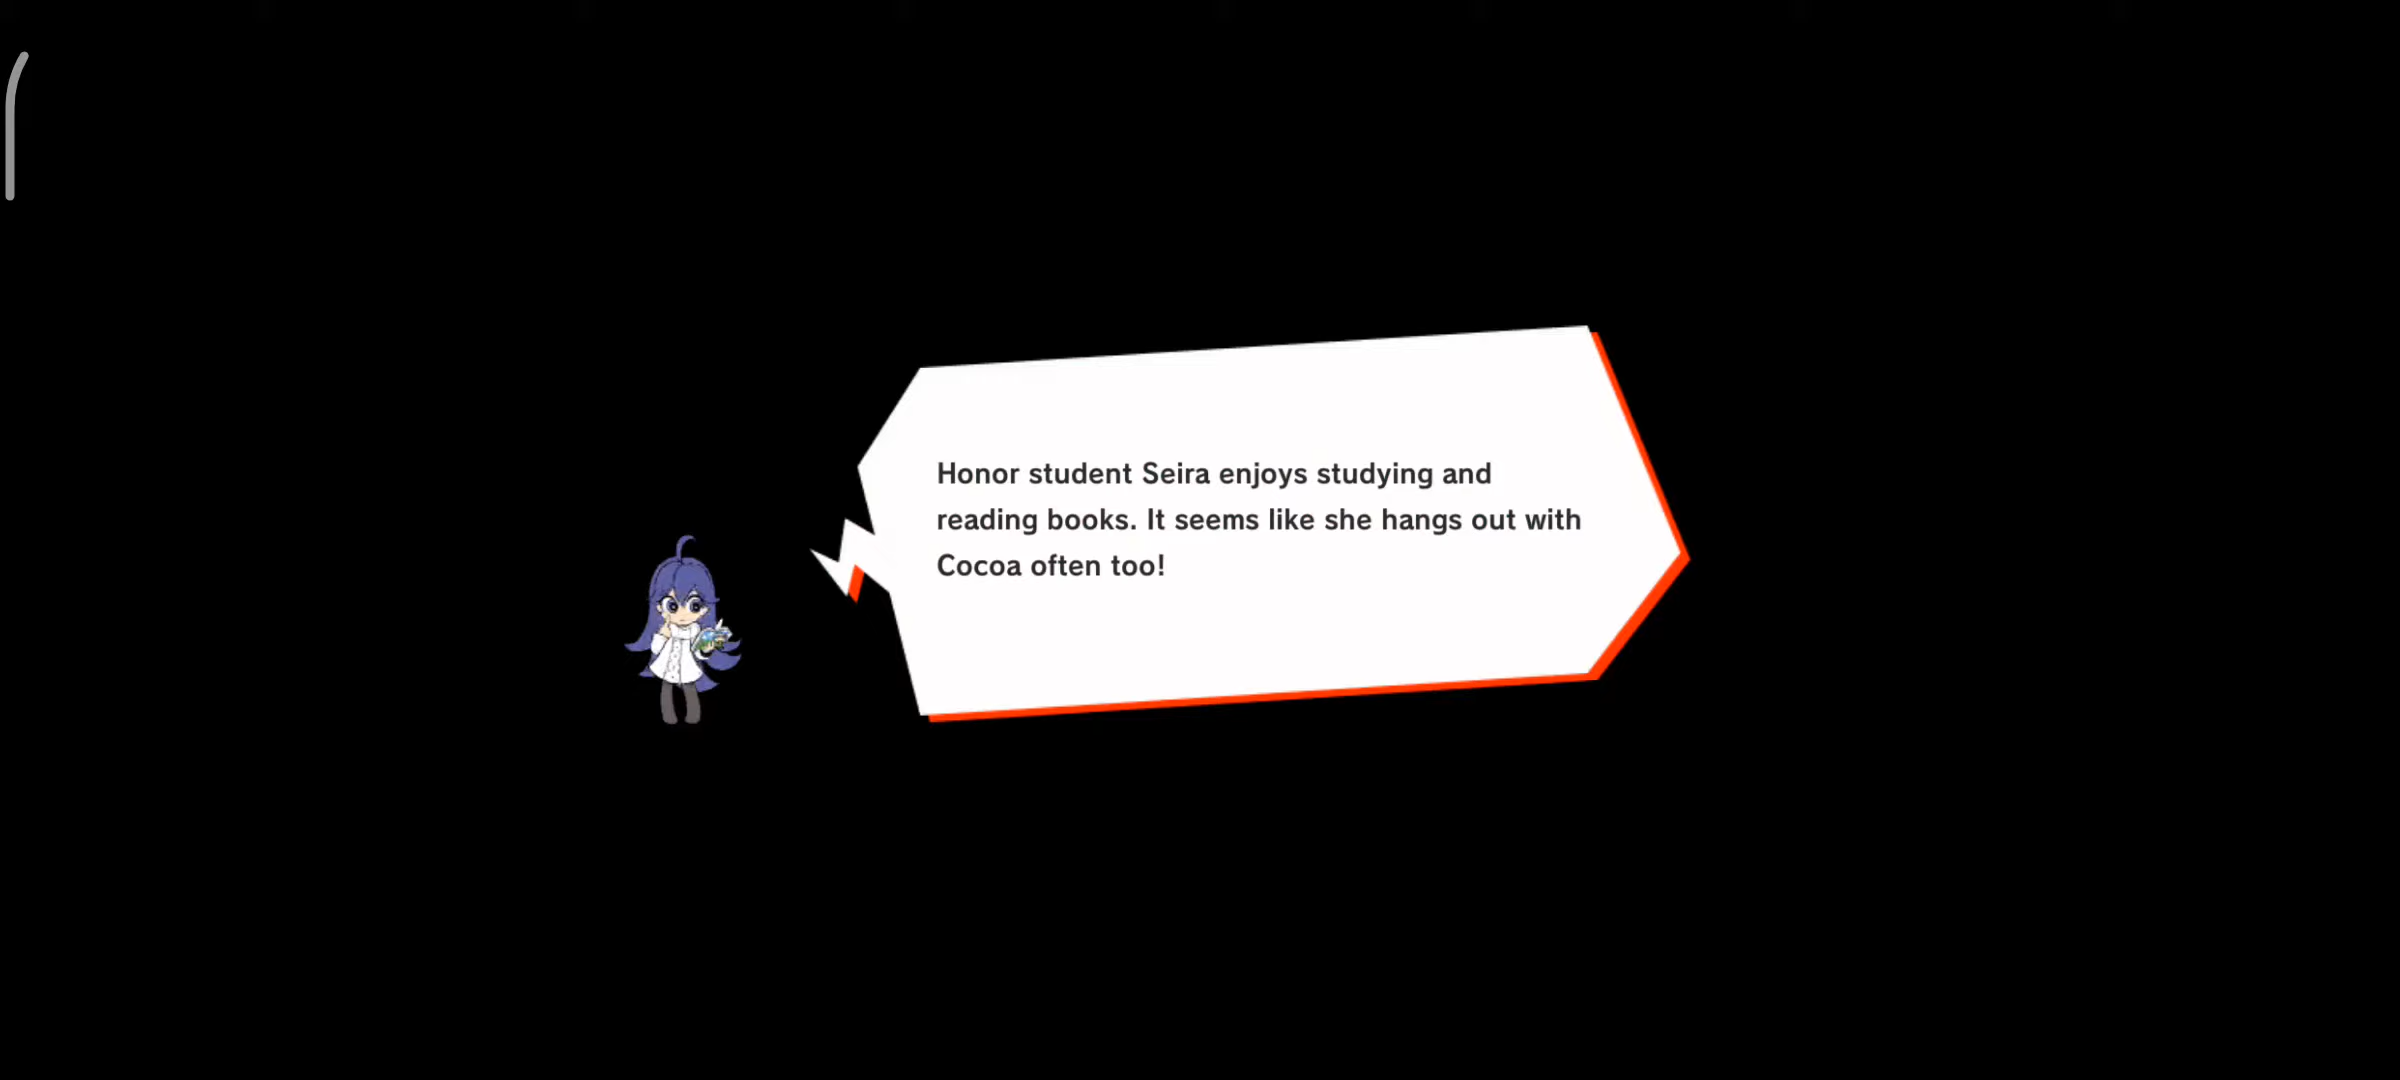 Honor student Seira enjoys studying and
reading books. It seems like she hangs out with
Cocoa often too!